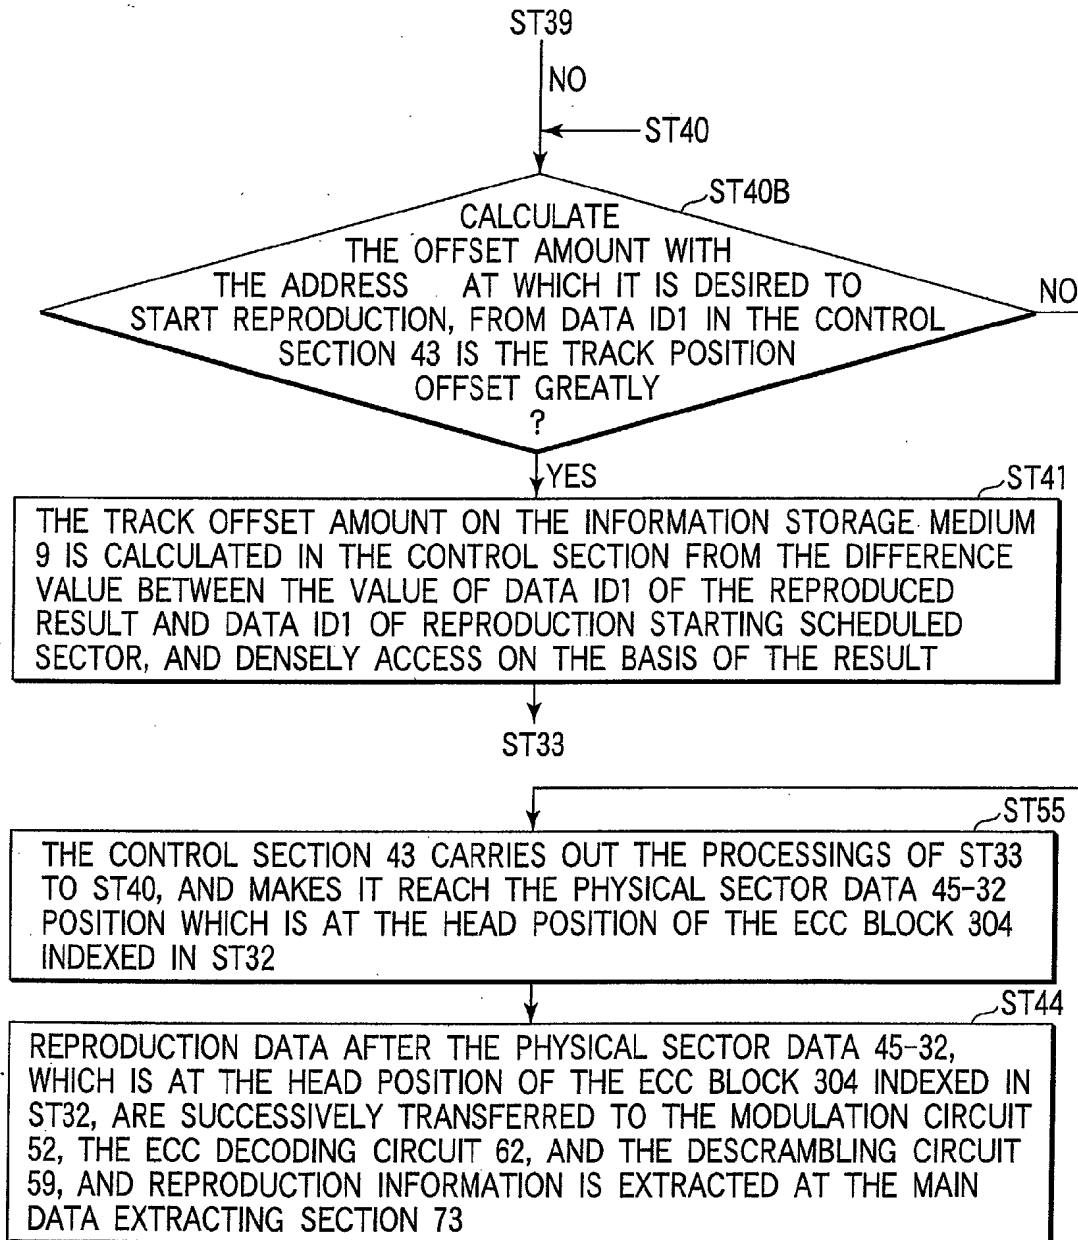 ST39
NO
ST40
ST40B
CALCULATE
THE OFFSET AMOUNT WITH
THE ADDRESS AT WHICH IT IS DESIRED TO
START REPRODUCTION, FROM DATA ID1 IN THE CONTROL
SECTION 43 IS THE TRACK POSITION
OFFSET GREATLY
?
NO
YES
ST41
THE TRACK OFFSET AMOUNT ON THE INFORMATION STORAGE MEDIUM
9 IS CALCULATED IN THE CONTROL SECTION FROM THE DIFFERENCE
VALUE BETWEEN THE VALUE OF DATA ID1 OF THE REPRODUCED
RESULT AND DATA ID1 OF REPRODUCTION STARTING SCHEDULED
SECTOR, AND DENSELY ACCESS ON THE BASIS OF THE RESULT
ST33
ST55
THE CONTROL SECTION 43 CARRIES OUT THE PROCESSINGS OF ST33
TO ST40, AND MAKES IT REACH THE PHYSICAL SECTOR DATA 45-32
POSITION WHICH IS AT THE HEAD POSITION OF THE ECC BLOCK 304
INDEXED IN ST32
ST44
REPRODUCTION DATA AFTER THE PHYSICAL SECTOR DATA 45-32,
WHICH IS AT THE HEAD POSITION OF THE ECC BLOCK 304 INDEXED IN
ST32, ARE SUCCESSIVELY TRANSFERRED TO THE MODULATION CIRCUIT
52, THE ECC DECODING CIRCUIT 62, AND THE DESCRAMBLING CIRCUIT
59, AND REPRODUCTION INFORMATION IS EXTRACTED AT THE MAIN
DATA EXTRACTING SECTION 73